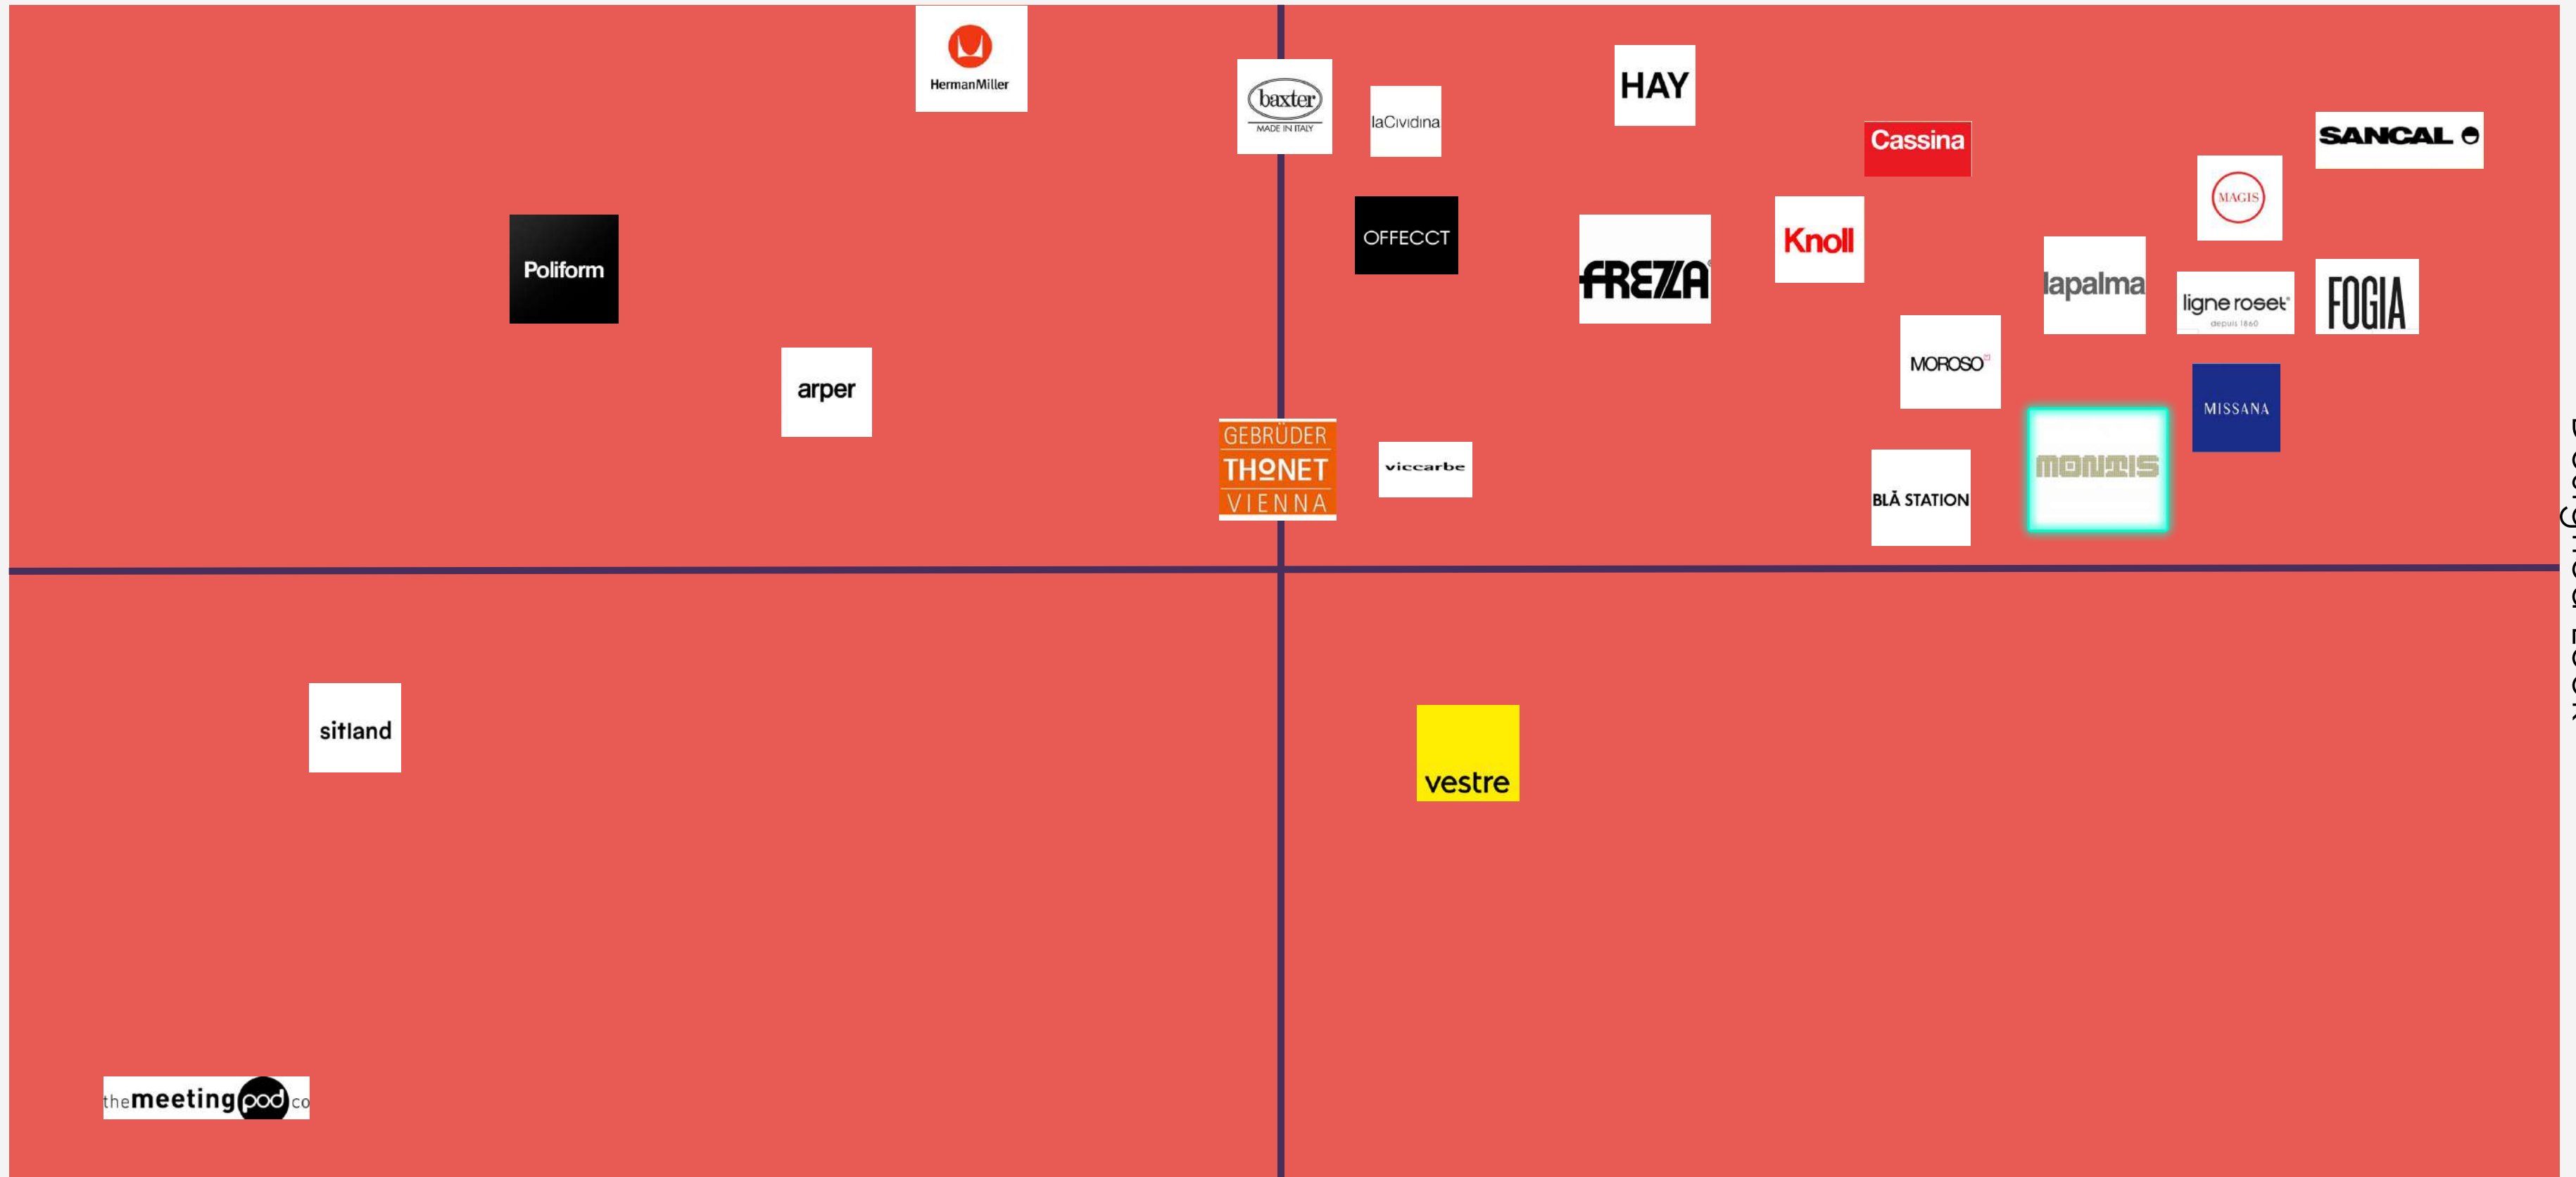 HermanMiller
baxter
MADE IN ITALY
laCividina
HAY
Cassina
SANCAL
MAGIS
OFFECCT
Knoll
Poliform
FREZZA
lapalma
ligne roset®
depuis 1860
FOGIA
MOROSO
arper
MISSANA
GEBRÜDER
THONET
VIENNA
viccarbe
MONTIS
BLÅ STATION
sitland
vestre
themeetingpodco